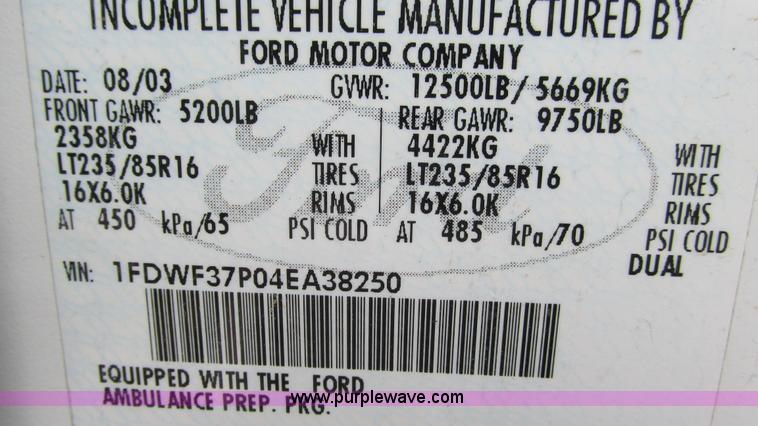 INCOMPLETE VEHICLE MANUFACTURED BY
FORD MOTOR COMPANY
DATE: 08/03 GVWR: 12500LB/ 5669KG
FRONT GAWR: 5200LB REAR GAWR: 9750LB
2358KG WITH 4422KG WITH
LT235/85R16 TIRES LT235/85R16 TIRES
16X6.0K RIMS 16X6.0K RIMS
AT 450 kPa/65 PSI COLD AT 485 kPa/70 PSI COLD
DUAL
VIN: 1FDWF37P04EA38250
EQUIPPED WITH THE FORD
AMBULANCE PREP. PKG.
www.purplewave.com
Ford